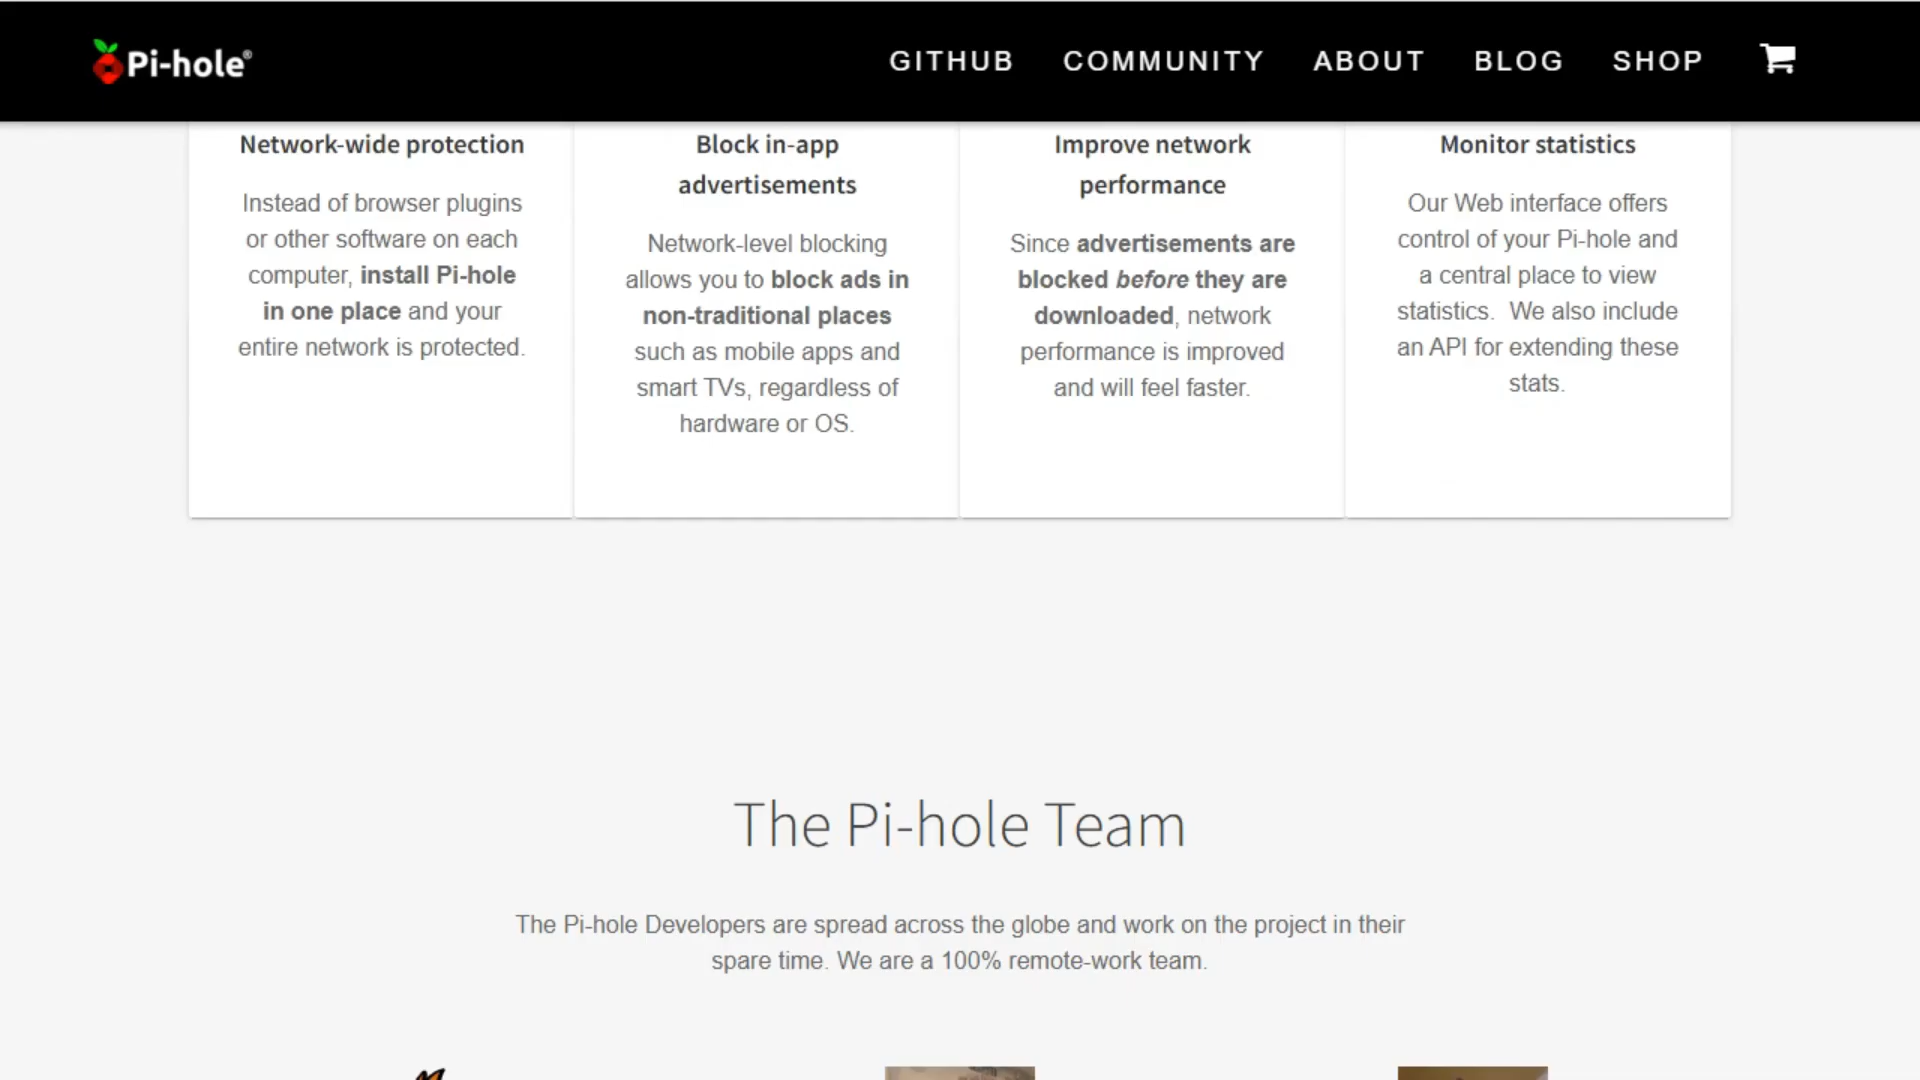 Pi-hole®
GITHUB COMMUNITY ABOUT BLOG SHOP
Network-wide protection
Instead of browser plugins
or other software on each
computer, install Pi-hole
in one place and your
entire network is protected.
Block in-app
advertisements
Network-level blocking
allows you to block ads in
non-traditional places
such as mobile apps and
smart TVs, regardless of
hardware or OS.
Improve network
performance
Since advertisements are
blocked before they are
downloaded, network
performance is improved
and will feel faster.
Monitor statistics
Our Web interface offers
control of your Pi-hole and
a central place to view
statistics.  We also include
an API for extending these
stats.
The Pi-hole Team
The Pi-hole Developers are spread across the globe and work on the project in their
spare time. We are a 100% remote-work team.